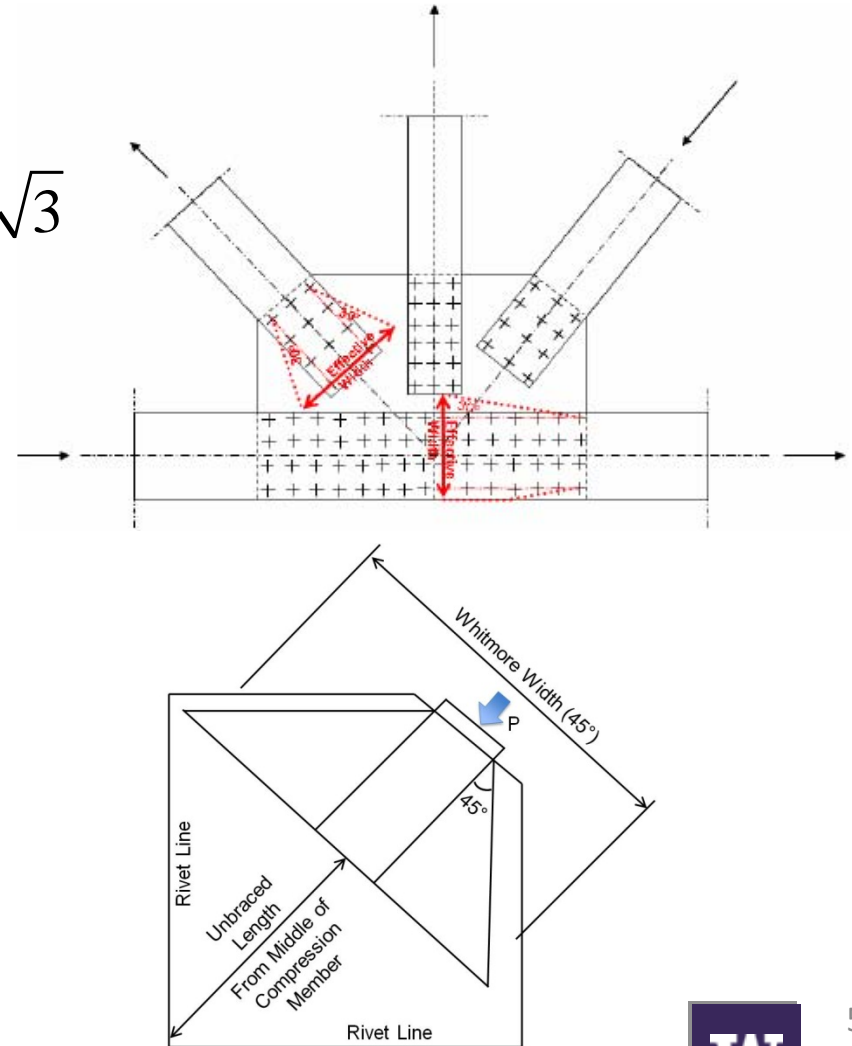 √3
30°
30°
Effective
Width
30°
Effective
Width
Whitmore Width (45°)
P
45°
Rivet Line
Unbraced
Length
From Middle of
Compression
Member
Rivet Line
5
W